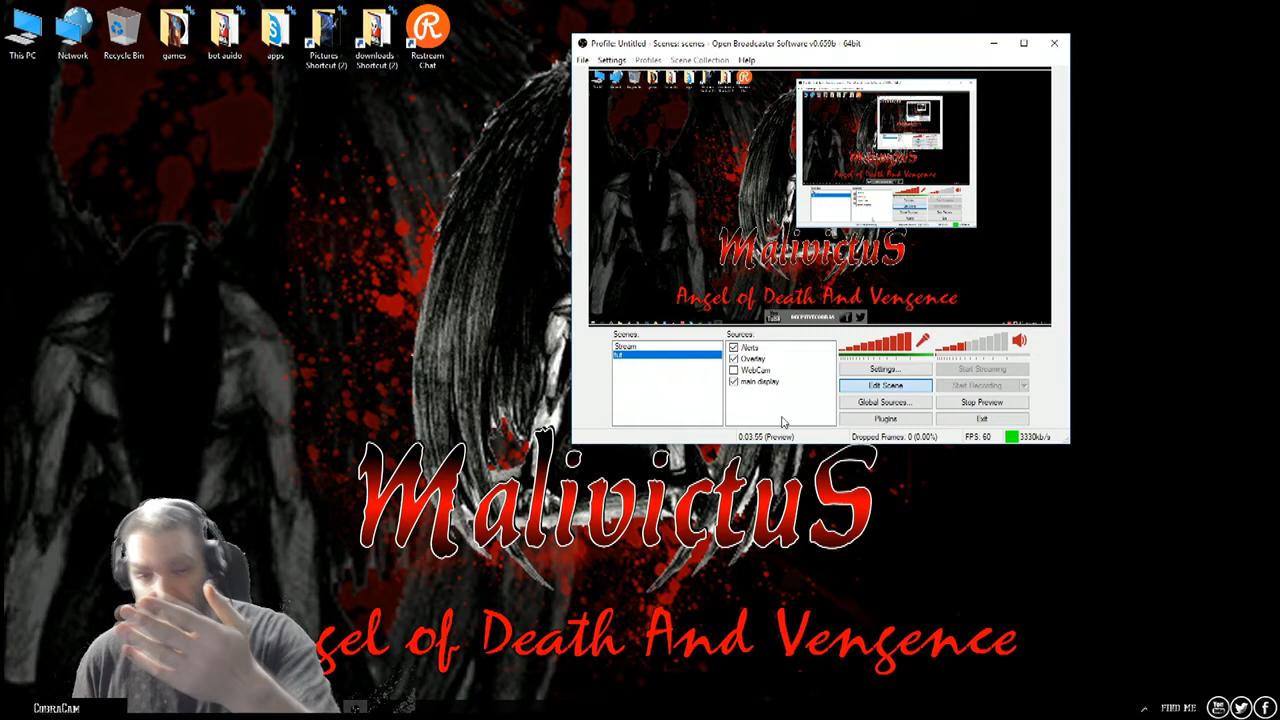 This PC
Network
Recycle Bin
games
bot auido
apps
Pictures
Shortcut (2)
downloads
Shortcut (2)
Restream
Chat
Profile: Untitled - Scenes: scenes - Open Broadcaster Software v0.659b - 64bit
File Settings Profiles Scene Collection Help
MalivictuS
Angel of Death And Vengence
Scenes:
Stream
tut
Sources:
Alerts
Overlay
WebCam
main display
Settings...
Start Streaming
Edit Scene
Start Recording
Global Sources...
Stop Preview
Plugins
Exit
0:03:55 (Preview)
Dropped Frames: 0 (0.00%)
FPS: 60
3330kb/s
MalivictuS
gel of Death And Vengence
CobraCam
FIND ME